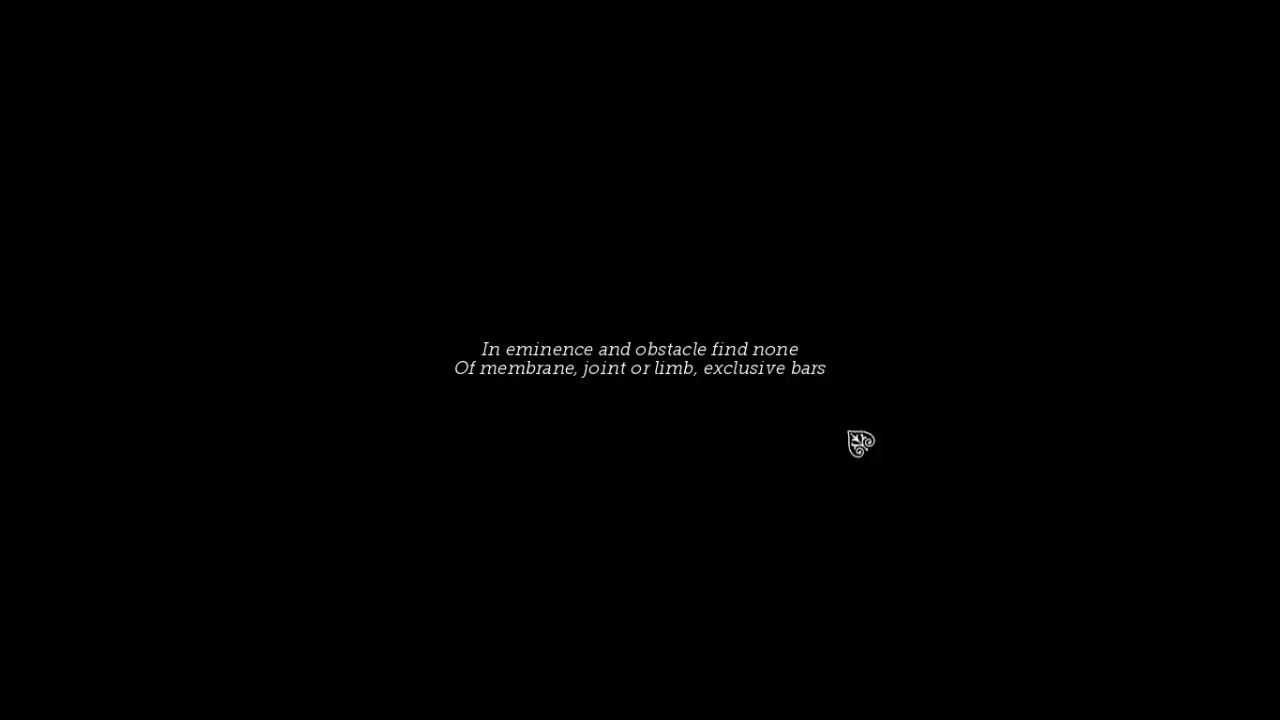 In eminence and obstacle find none
Of membrane, joint or limb, exclusive bars